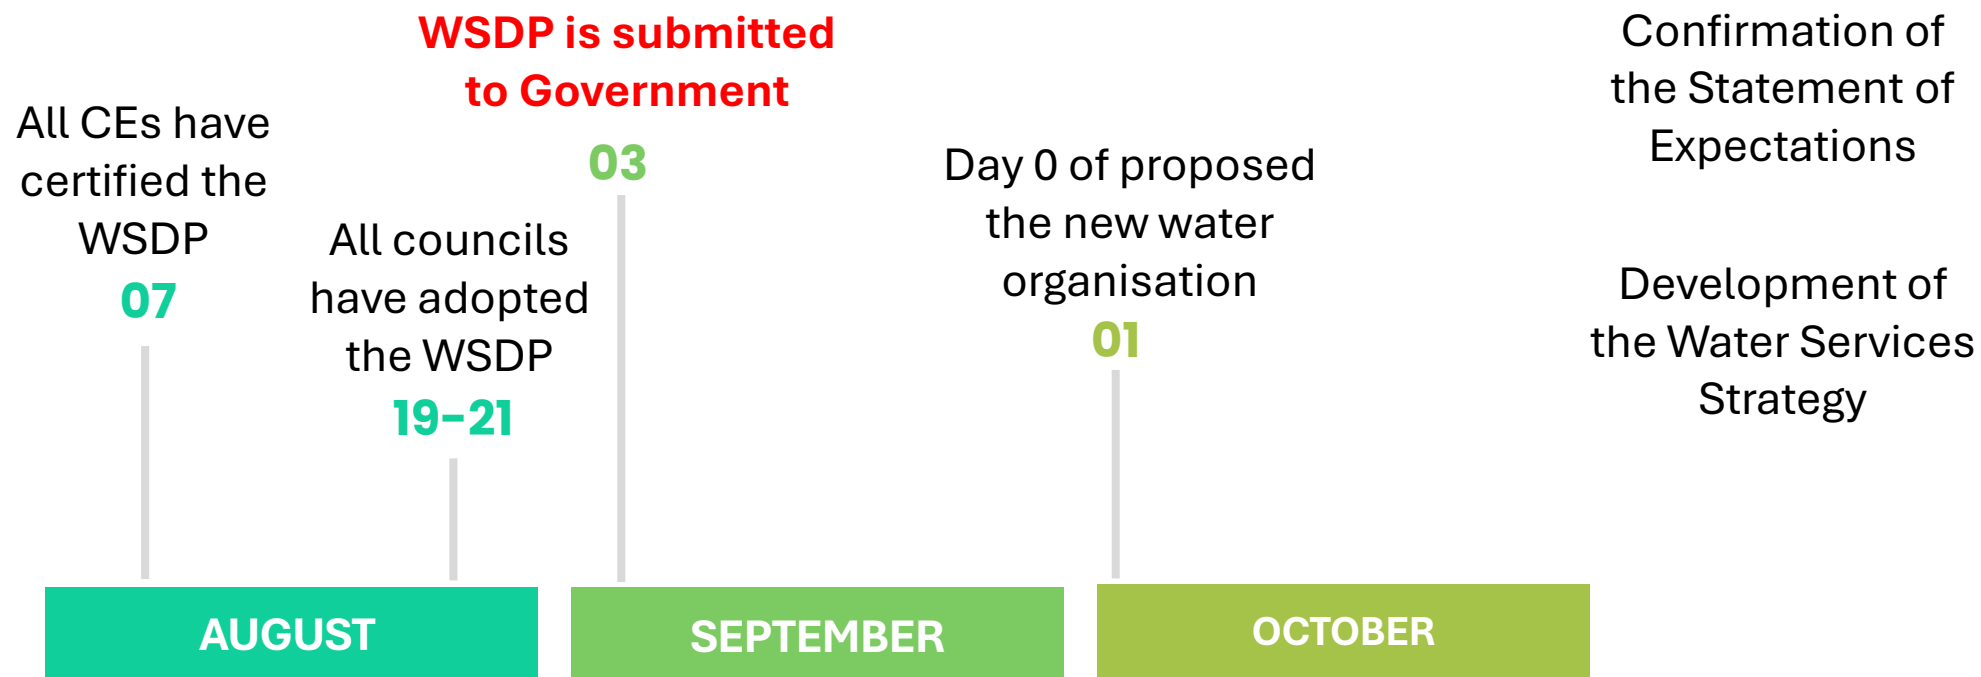 All CEs have
certified the
WSDP
07
All councils
have adopted
the WSDP
19-21
WSDP is submitted
to Government
03
Day 0 of proposed
the new water
organisation
01
Confirmation of
the Statement of
Expectations
Development of
the Water Services
Strategy
AUGUST
SEPTEMBER
OCTOBER